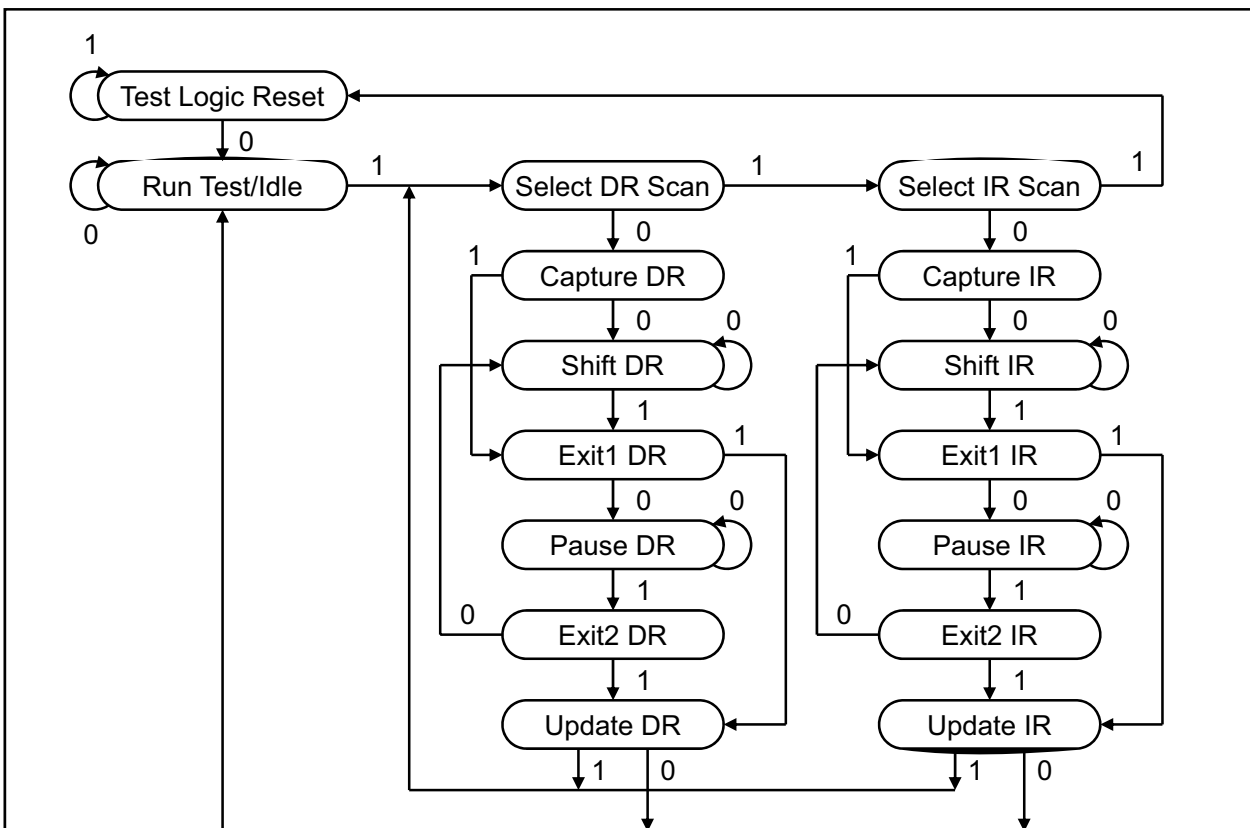 1
Test Logic Reset
0
Run Test/Idle
1
Select DR Scan
1
Select IR Scan
1
0
0
0
1
Capture DR
1
Capture IR
0
0
0
0
Shift DR
Shift IR
1
1
Exit1 DR
1
Exit1 IR
1
0
0
0
0
Pause DR
Pause IR
1
1
0
Exit2 DR
0
Exit2 IR
1
1
Update DR
Update IR
1
0
1
0